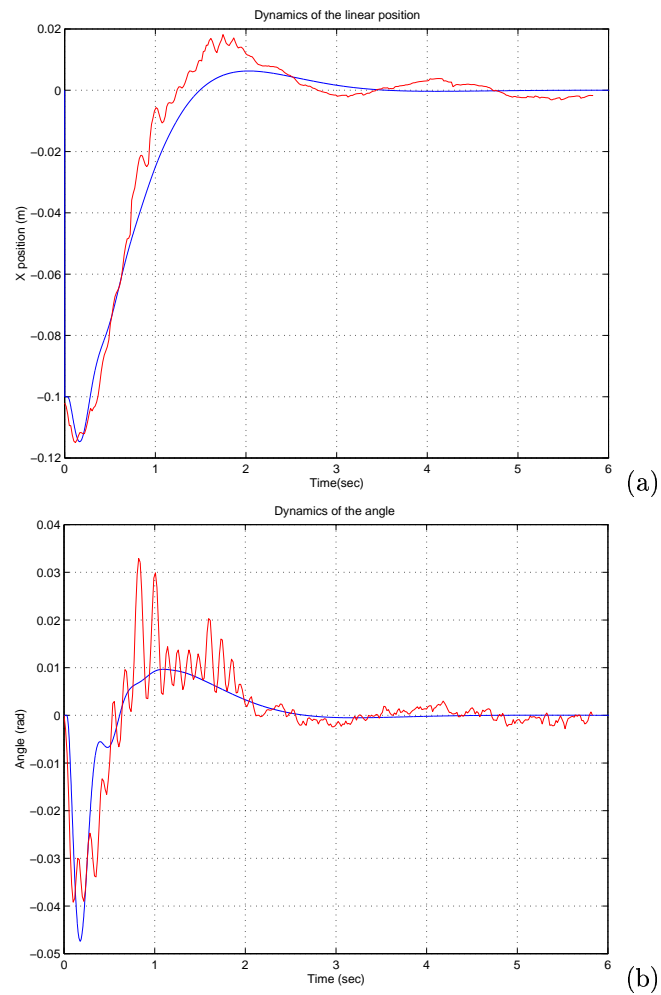 Dynamics of the linear position
0.02
0
−0.02
−0.04
−0.06
−0.08
−0.1
−0.12
X position (m)
0 1 2 3 4 5 6
Time(sec)
(a)
Dynamics of the angle
0.04
0.03
0.02
0.01
0
−0.01
−0.02
−0.03
−0.04
−0.05
Angle (rad)
0 1 2 3 4 5 6
Time (sec)
(b)